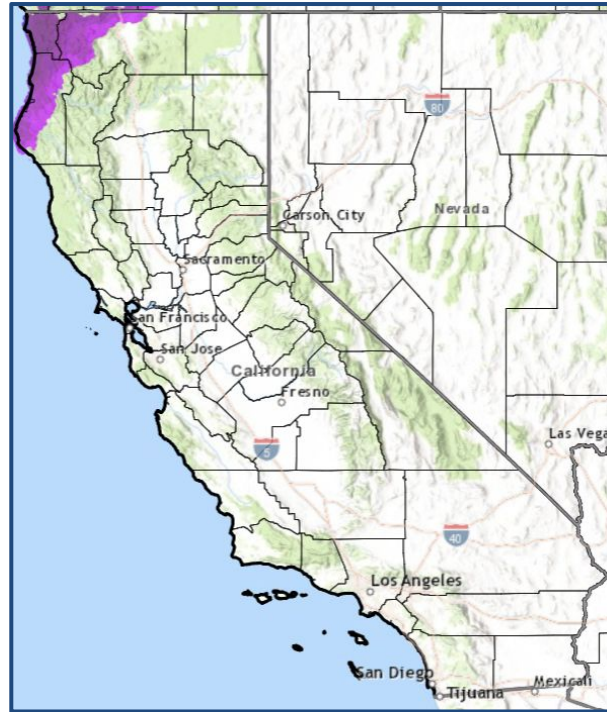 80
Nevada
Carson City
Sacramento
San Francisco
San Jose
California
Fresno
5
Las Vega
40
Los Angeles
San Diego
Tijuana
Mexicali